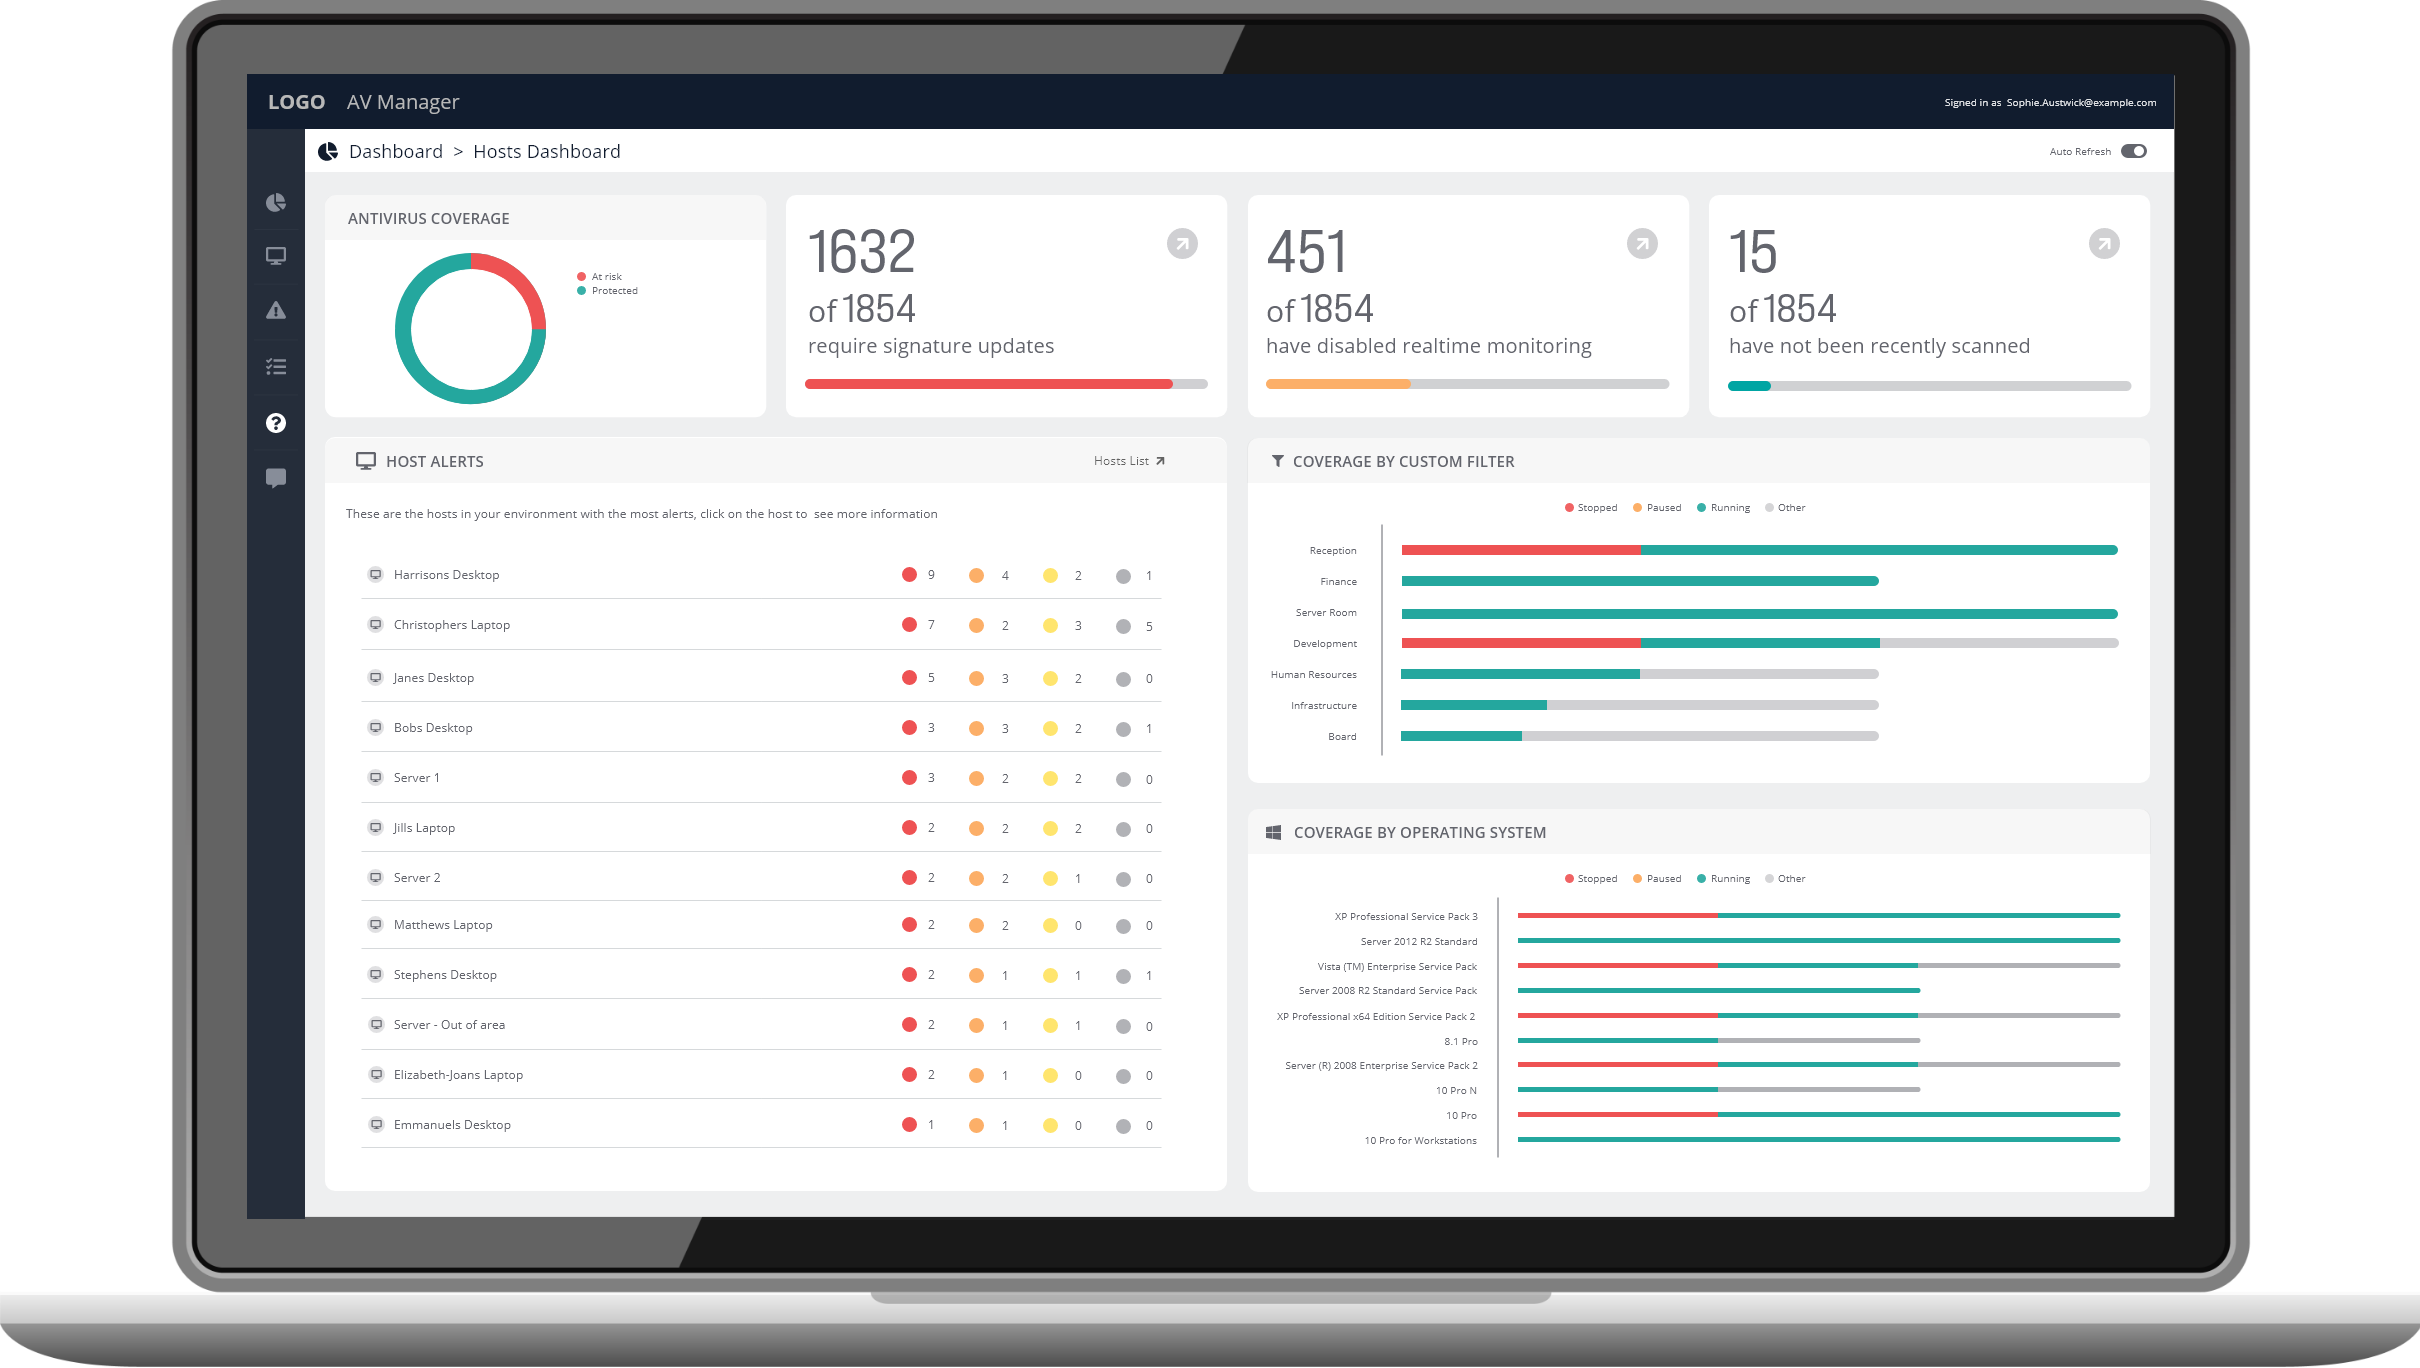 LOGO AV Manager
Signed in as Sophie.Austwick@example.com
Dashboard > Hosts Dashboard
Auto Refresh
ANTIVIRUS COVERAGE
At risk
Protected
1632
of 1854
require signature updates
451
of 1854
have disabled realtime monitoring
15
of 1854
have not been recently scanned
HOST ALERTS
Hosts List
These are the hosts in your environment with the most alerts, click on the host to see more information
Harrisons Desktop 9 4 2 1
Christophers Laptop 7 2 3 5
Janes Desktop 5 3 2 0
Bobs Desktop 3 3 2 1
Server 1 3 2 2 0
Jills Laptop 2 2 2 0
Server 2 2 2 1 0
Matthews Laptop 2 2 0 0
Stephens Desktop 2 1 1 1
Server - Out of area 2 1 1 0
Elizabeth-Joans Laptop 2 1 0 0
Emmanuels Desktop 1 1 0 0
COVERAGE BY CUSTOM FILTER
Stopped Paused Running Other
Reception
Finance
Server Room
Development
Human Resources
Infrastructure
Board
COVERAGE BY OPERATING SYSTEM
Stopped Paused Running Other
XP Professional Service Pack 3
Server 2012 R2 Standard
Vista (TM) Enterprise Service Pack
Server 2008 R2 Standard Service Pack
XP Professional x64 Edition Service Pack 2
8.1 Pro
Server (R) 2008 Enterprise Service Pack 2
10 Pro N
10 Pro
10 Pro for Workstations